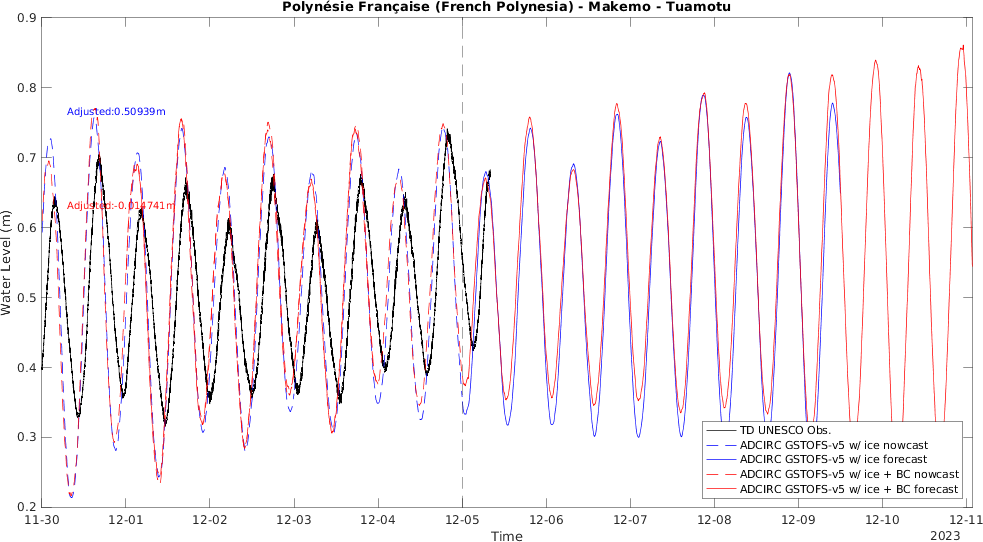 Polynésie Française (French Polynesia) - Makemo - Tuamotu
Water Level (m)
0.9
0.8
0.7
0.6
0.5
0.4
0.3
0.2
Adjusted:0.50939m
Adjusted:-0.014741m
TD UNESCO Obs.
ADCIRC GSTOFS-v5 w/ ice nowcast
ADCIRC GSTOFS-v5 w/ ice forecast
ADCIRC GSTOFS-v5 w/ ice + BC nowcast
ADCIRC GSTOFS-v5 w/ ice + BC forecast
11-30 12-01 12-02 12-03 12-04 12-05 12-06 12-07 12-08 12-09 12-10 12-11
Time
2023